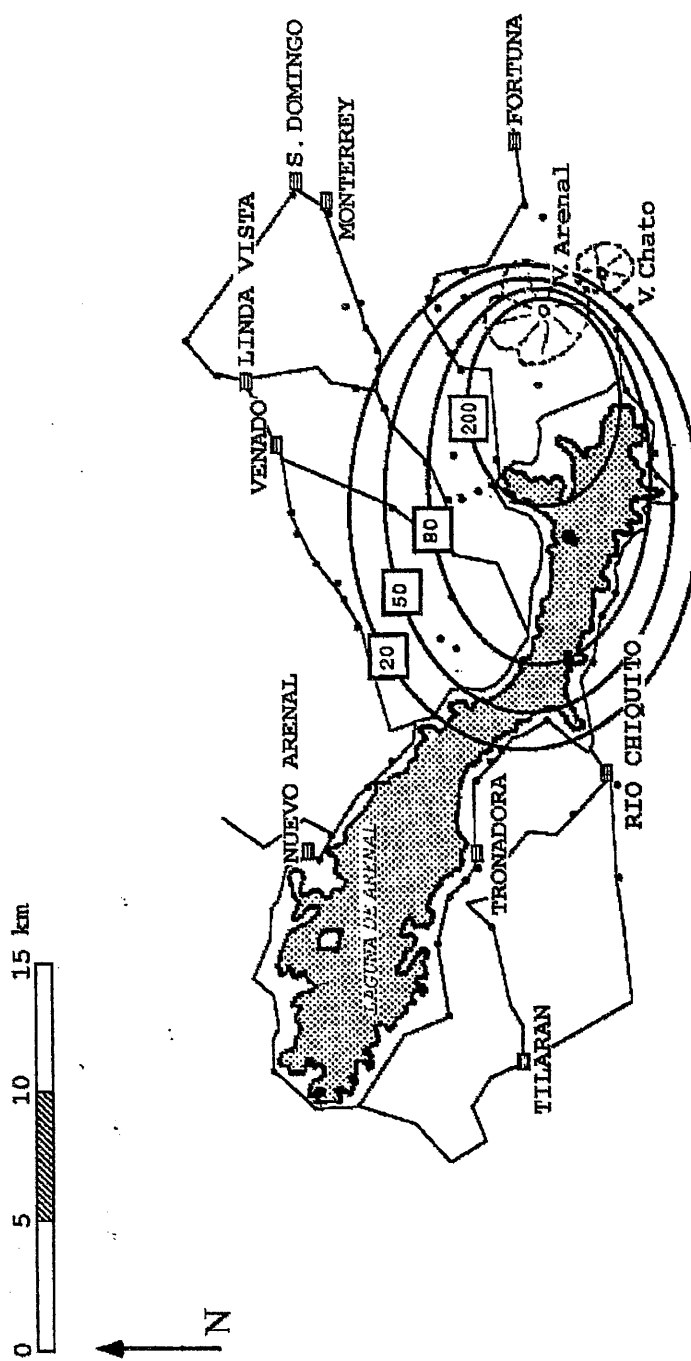 0 5 10 15 km
N
S. DOMINGO
MONTERREY
LINDA VISTA
VENADO
FORTUNA
V. Arenal
V. Chato
200
80
50
20
NUEVO ARENAL
LAGUNA DE ARENAL
TRONADORA
RIO CHIQUITO
TILARAN